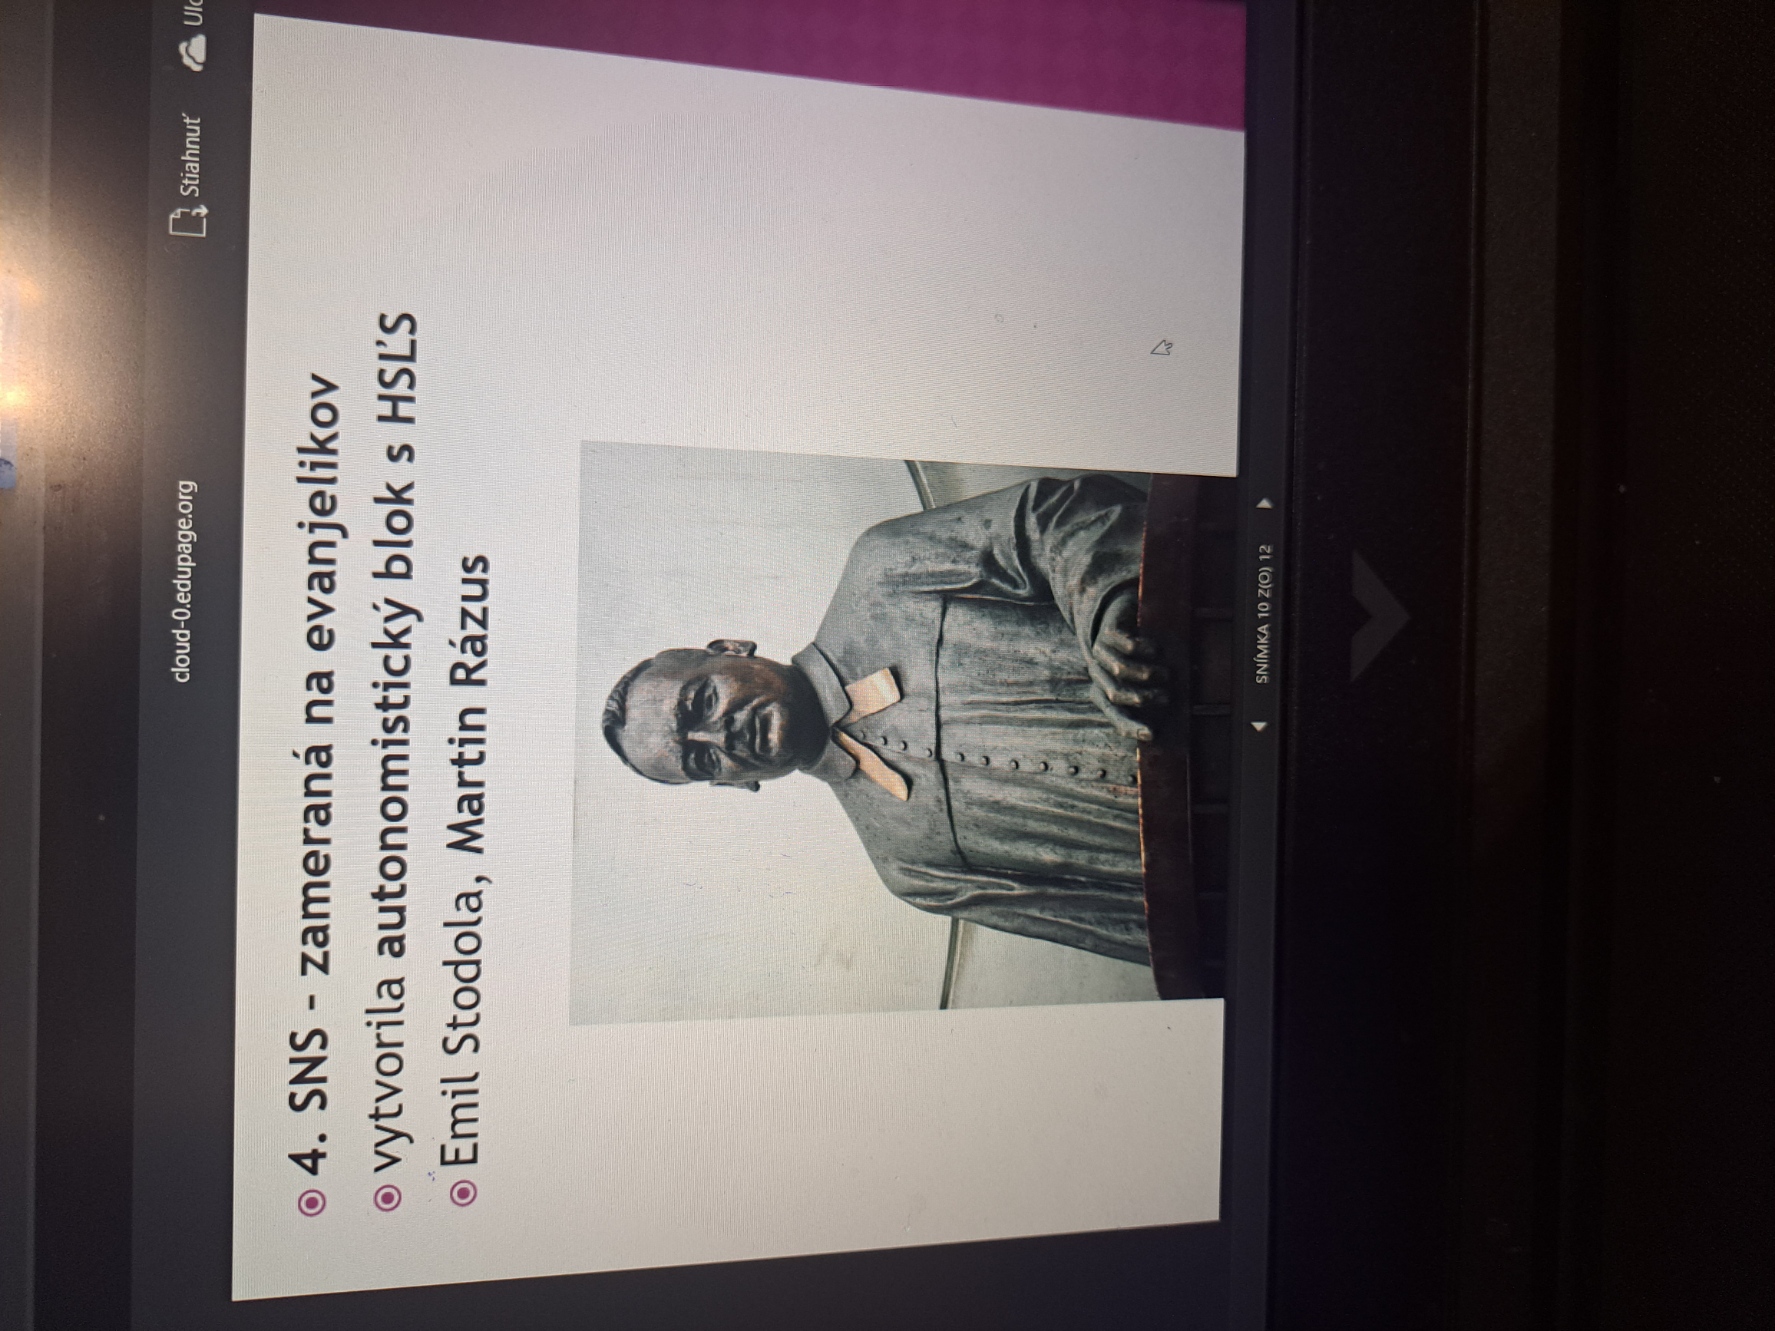 cloud-0.edupage.org
Stiahnuť
4. SNS - zameraná na evanjelikov
vytvorila autonomistický blok s HSĽS
Emil Stodola, Martin Rázus
SNÍMKA 10 Z(O) 12